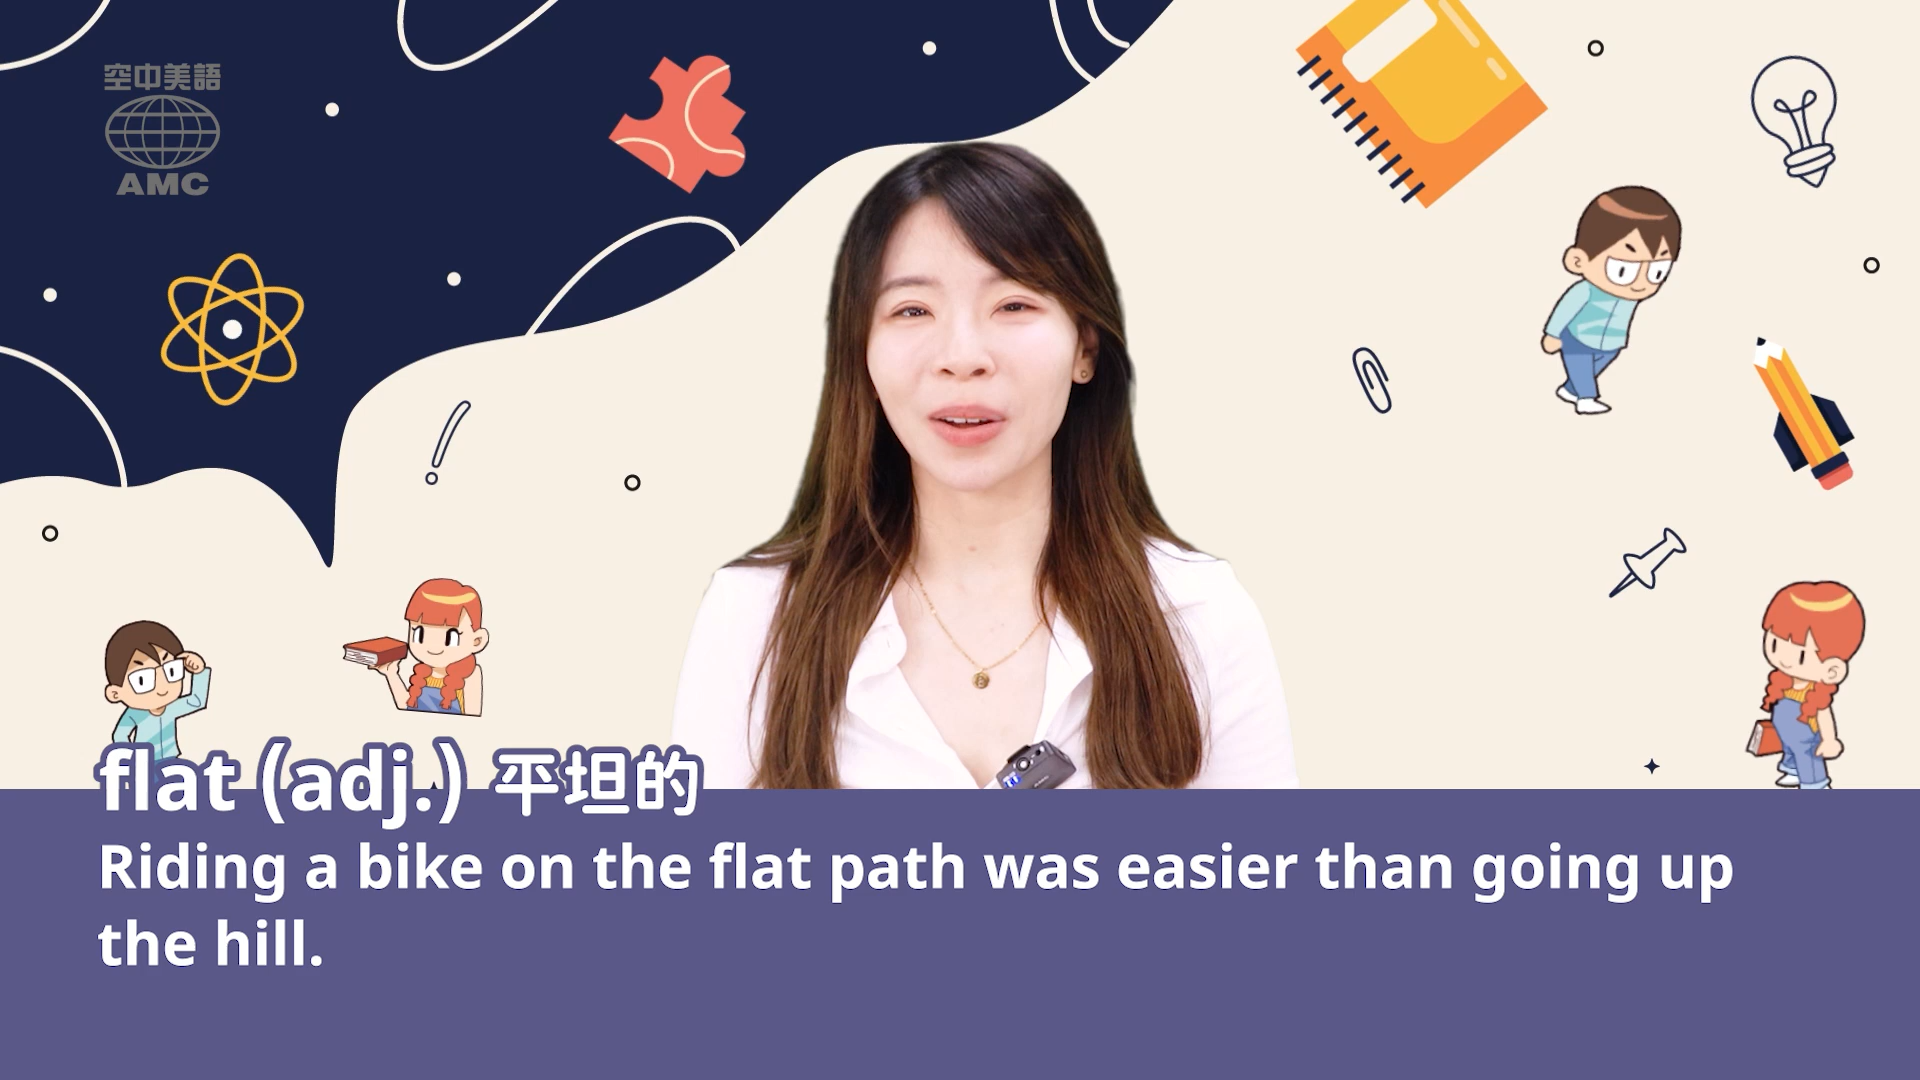 空中美語
AMC
flat (adj.) 平坦的
Riding a bike on the flat path was easier than going up
the hill.